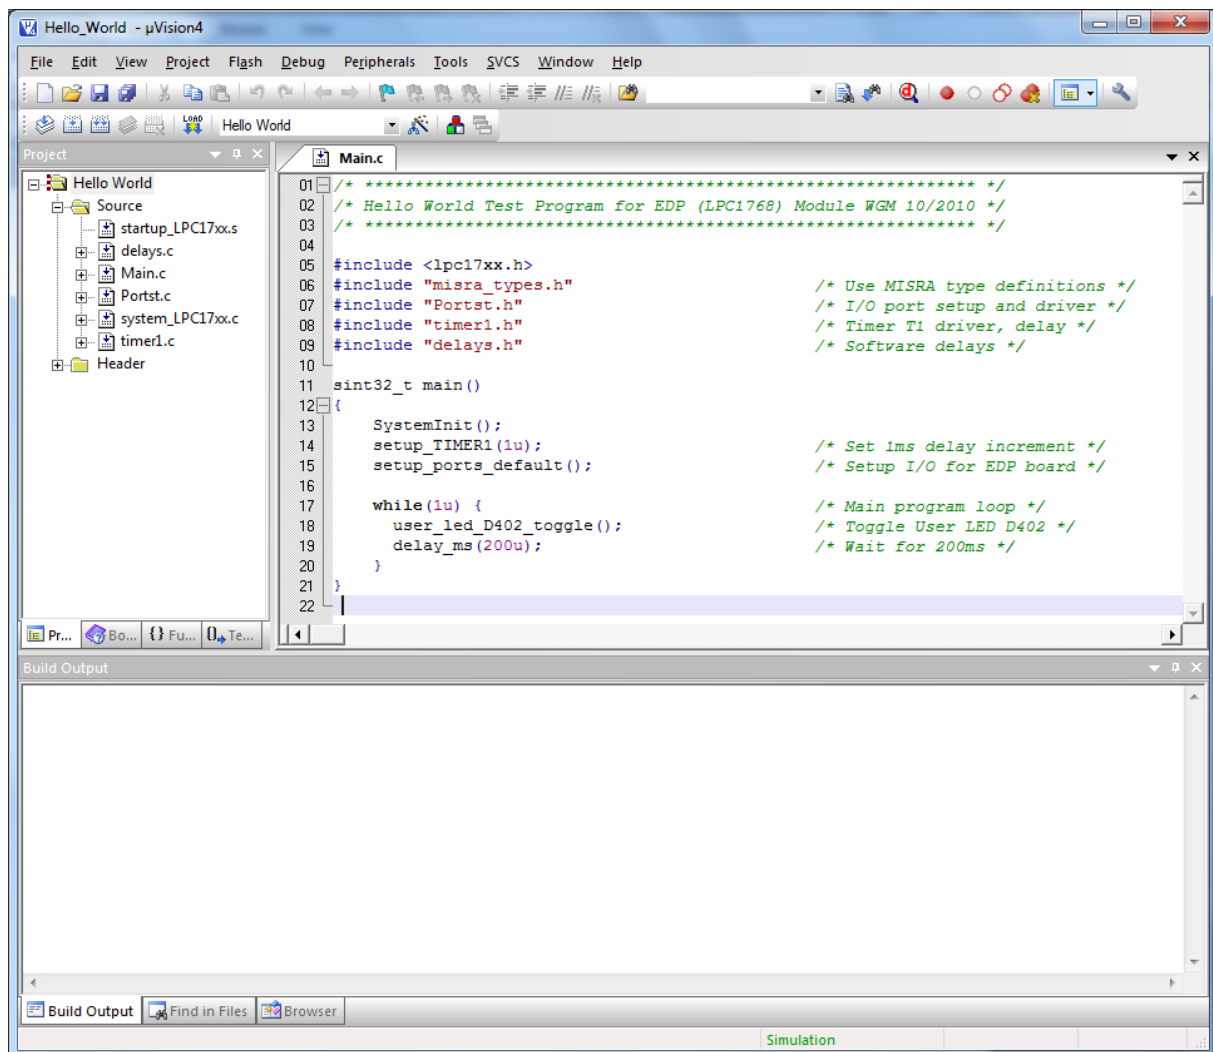 Hello_World - µVision4
File Edit View Project Flash Debug Peripherals Tools SVCS Window Help
LOAD Hello World
Project
Hello World
Source
startup_LPC17xx.s
delays.c
Main.c
Portst.c
system_LPC17xx.c
timer1.c
Header
Pr... Bo... {} Fu... Te...
Main.c
01 /* ************************************************************* */
02 /* Hello World Test Program for EDP (LPC1768) Module WGM 10/2010 */
03 /* ************************************************************* */
04
05 #include <lpc17xx.h>
06 #include "misra_types.h" /* Use MISRA type definitions */
07 #include "Portst.h" /* I/O port setup and driver */
08 #include "timer1.h" /* Timer T1 driver, delay */
09 #include "delays.h" /* Software delays */
10
11 sint32_t main()
12 {
13 SystemInit();
14 setup_TIMER1(1u); /* Set 1ms delay increment */
15 setup_ports_default(); /* Setup I/O for EDP board */
16
17 while(1u) { /* Main program loop */
18 user_led_D402_toggle(); /* Toggle User LED D402 */
19 delay_ms(200u); /* Wait for 200ms */
20 }
21 }
22
Build Output
Build Output Find in Files Browser
Simulation